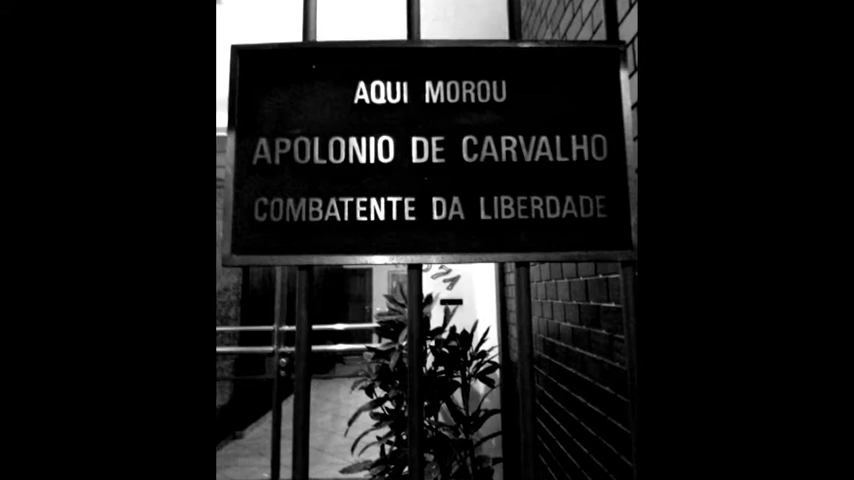 AQUI MOROU
APOLONIO DE CARVALHO
COMBATENTE DA LIBERDADE